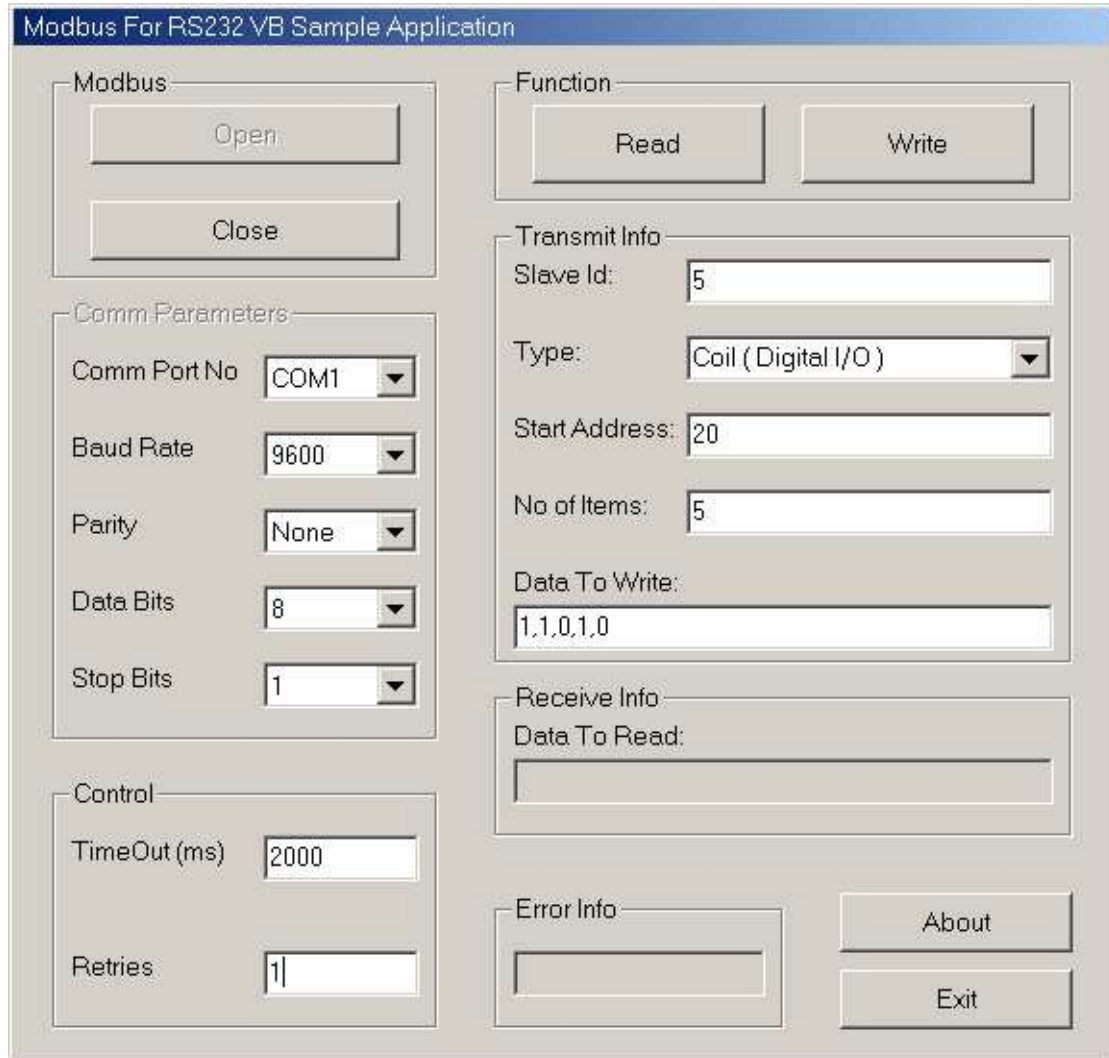 Modbus For RS232 VB Sample Application
Modbus
Open
Close
Comm Parameters
Comm Port No COM1
Baud Rate 9600
Parity None
Data Bits 8
Stop Bits 1
Control
TimeOut (ms) 2000
Retries 1
Function
Read Write
Transmit Info
Slave Id: 5
Type: Coil ( Digital I/O )
Start Address: 20
No of Items: 5
Data To Write:
1,1,0,1,0
Receive Info
Data To Read:
Error Info
About
Exit